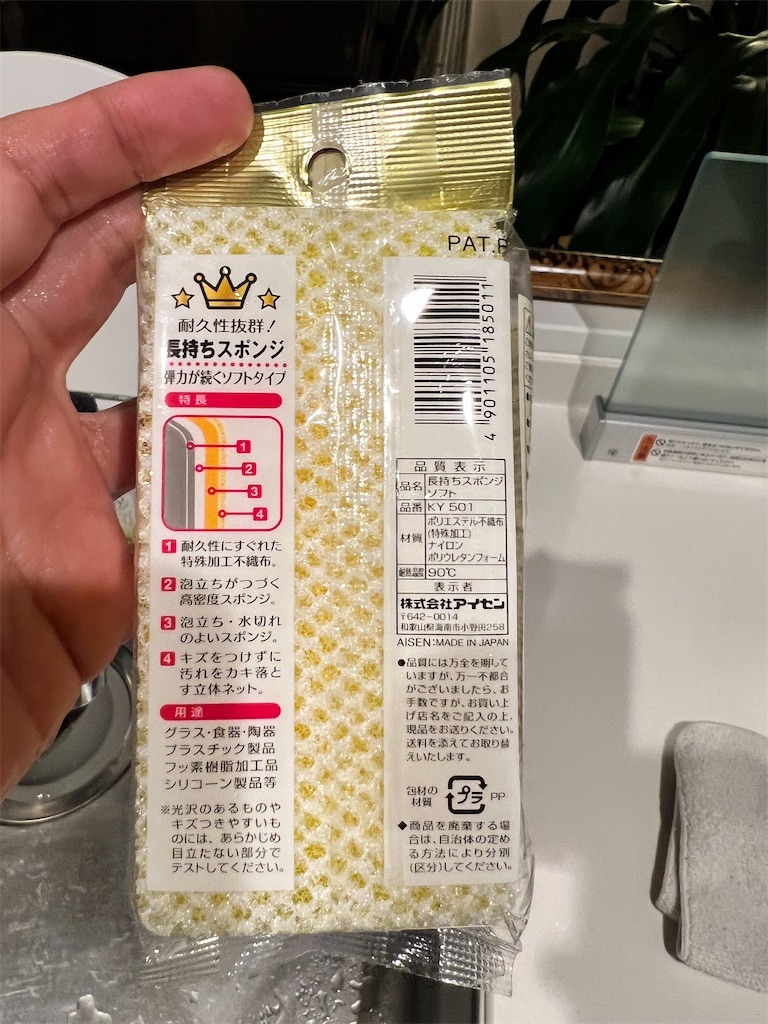 PAT.P
耐久性抜群!
長持ちスポンジ
弾力が続くソフトタイプ
特長
1
2
3
4
1 耐久性にすぐれた
特殊加工不織布。
2 泡立ちがつづく
高密度スポンジ。
3 泡立ち・水切れ
のよいスポンジ。
4 キズをつけずに
汚れをカキ落と
す立体ネット。
用途
グラス・食器・陶器
プラスチック製品
フッ素樹脂加工品
シリコーン製品等
※光沢のあるものや
キズつきやすいも
のには、あらかじめ
目立たない部分で
テストしてください。
4 901105 185011
品質表示
品名 長持ちスポンジ
ソフト
品番 KY 501
材質 ポリエステル不織布
(特殊加工)
ナイロン
ポリウレタンフォーム
耐熱温度 90℃
表示者
株式会社アイセン
〒642-0014
和歌山県海南市小野田258
AISEN:MADE IN JAPAN
●品質には万全を期して
いますが、万一不都合
がございましたら、お
手数ですが、お買い上
げ店名をご記入の上、
現品をお送りください。
送料を添えてお取り替
えいたします。
包材の
材質
プラ PP
◆商品を廃棄する場
合は、自治体の定め
る方法により分別
(区分)してください。